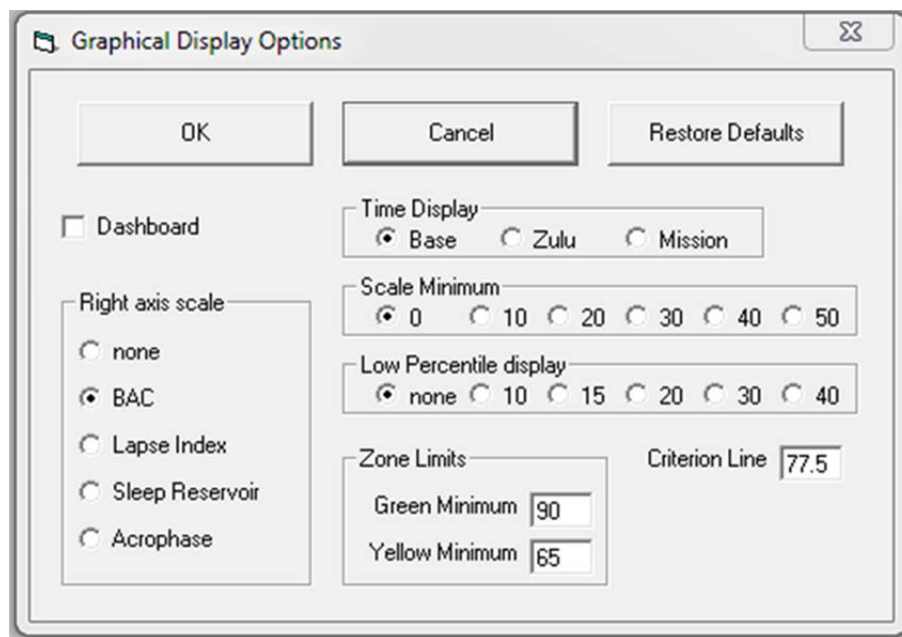 Graphical Display Options
OK Cancel Restore Defaults
Dashboard
Time Display
Base Zulu Mission
Right axis scale
none
BAC
Lapse Index
Sleep Reservoir
Acrophase
Scale Minimum
0 10 20 30 40 50
Low Percentile display
none 10 15 20 30 40
Zone Limits
Green Minimum 90
Yellow Minimum 65
Criterion Line 77.5